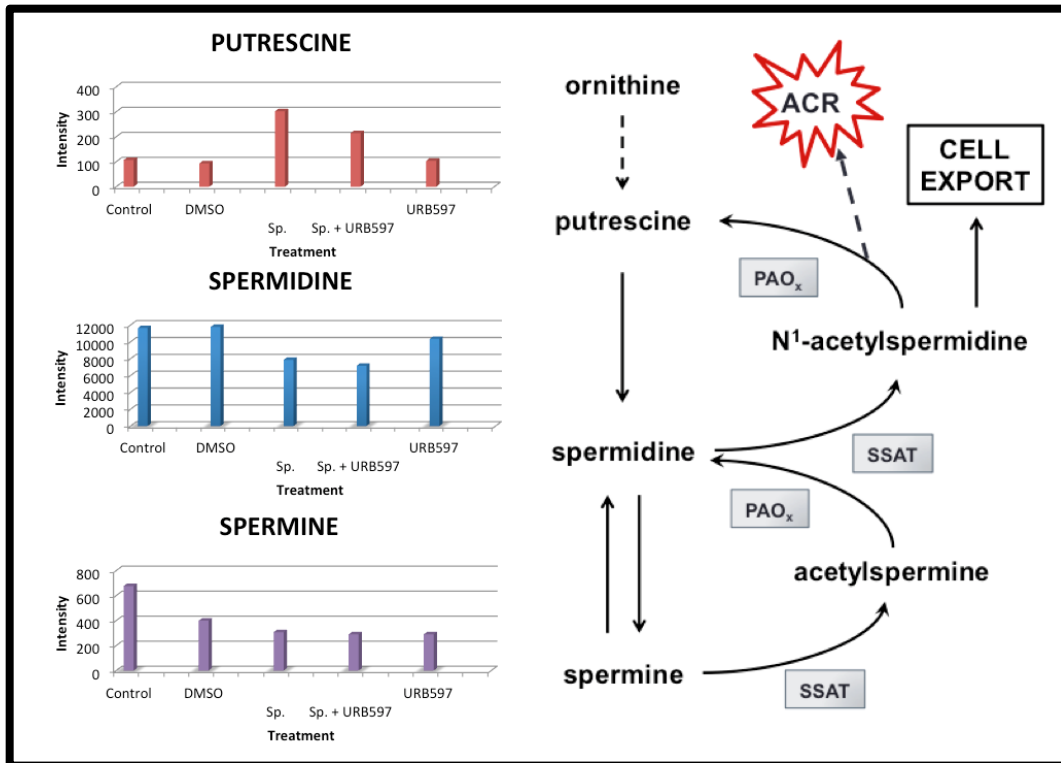 PUTRESCINE
Intensity
400
300
200
100
0
Control
DMSO
URB597
Sp.
Sp. + URB597
Treatment
SPERMIDINE
Intensity
12000
10000
8000
6000
4000
2000
0
Control
DMSO
URB597
Sp.
Sp. + URB597
Treatment
SPERMINE
Intensity
800
600
400
200
0
Control
DMSO
URB597
Sp.
Sp. + URB597
Treatment
ornithine
ACR
CELL
EXPORT
putrescine
PAOₓ
N¹-acetylspermidine
spermidine
SSAT
PAOₓ
acetylspermine
spermine
SSAT